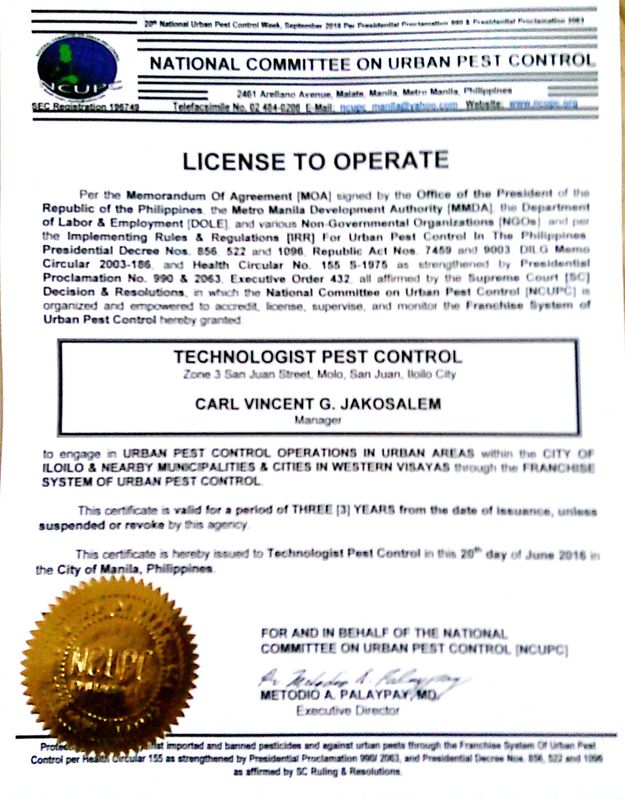 20th National Urban Pest Control Week, September 2018 Per Presidential Proclamation 990 & Presidential Proclamation 2063
NATIONAL COMMITTEE ON URBAN PEST CONTROL
NCUPC
2461 Arellano Avenue, Malate, Manila, Metro Manila, Philippines
SEC Registration 126749
Telefacsimile No. 02 484-0208 E-Mail: ncupc_manila@yahoo.com Website: www.ncupc.org
LICENSE TO OPERATE
Per the Memorandum Of Agreement [MOA] signed by the Office of the President of the
Republic of the Philippines, the Metro Manila Development Authority [MMDA], the Department
of Labor & Employment [DOLE], and various Non-Governmental Organizations [NGOs], and per
the Implementing Rules & Regulations [IRR] For Urban Pest Control In The Philippines,
Presidential Decree Nos. 856, 522 and 1096, Republic Act Nos. 7459 and 9003, DILG Memo
Circular 2003-186, and Health Circular No. 155 S-1975 as strengthened by Presidential
Proclamation No. 990 & 2063, Executive Order 432, all affirmed by the Supreme Court [SC]
Decision & Resolutions, in which the National Committee on Urban Pest Control [NCUPC] is
organized and empowered to accredit, license, supervise, and monitor the Franchise System of
Urban Pest Control hereby granted:
TECHNOLOGIST PEST CONTROL
Zone 3 San Juan Street, Molo, San Juan, Iloilo City
CARL VINCENT G. JAKOSALEM
Manager
to engage in URBAN PEST CONTROL OPERATIONS IN URBAN AREAS within the CITY OF
ILOILO & NEARBY MUNICIPALITIES & CITIES IN WESTERN VISAYAS through the FRANCHISE
SYSTEM OF URBAN PEST CONTROL.
This certificate is valid for a period of THREE [3] YEARS from the date of issuance, unless
suspended or revoke by this agency.
This certificate is hereby issued to Technologist Pest Control in this 20th day of June 2016 in
the City of Manila, Philippines.
NCUPC
FOR AND IN BEHALF OF THE NATIONAL
COMMITTEE ON URBAN PEST CONTROL [NCUPC]
METODIO A. PALAYPAY, MD.
Executive Director
imported and banned pesticides and against urban pests through the Franchise System Of Urban Pest
Control per Health Circular 155 as strengthened by Presidential Proclamation 990/ 2063, and Presidential Decree Nos. 856, 522 and 1096
as affirmed by SC Ruling & Resolutions.